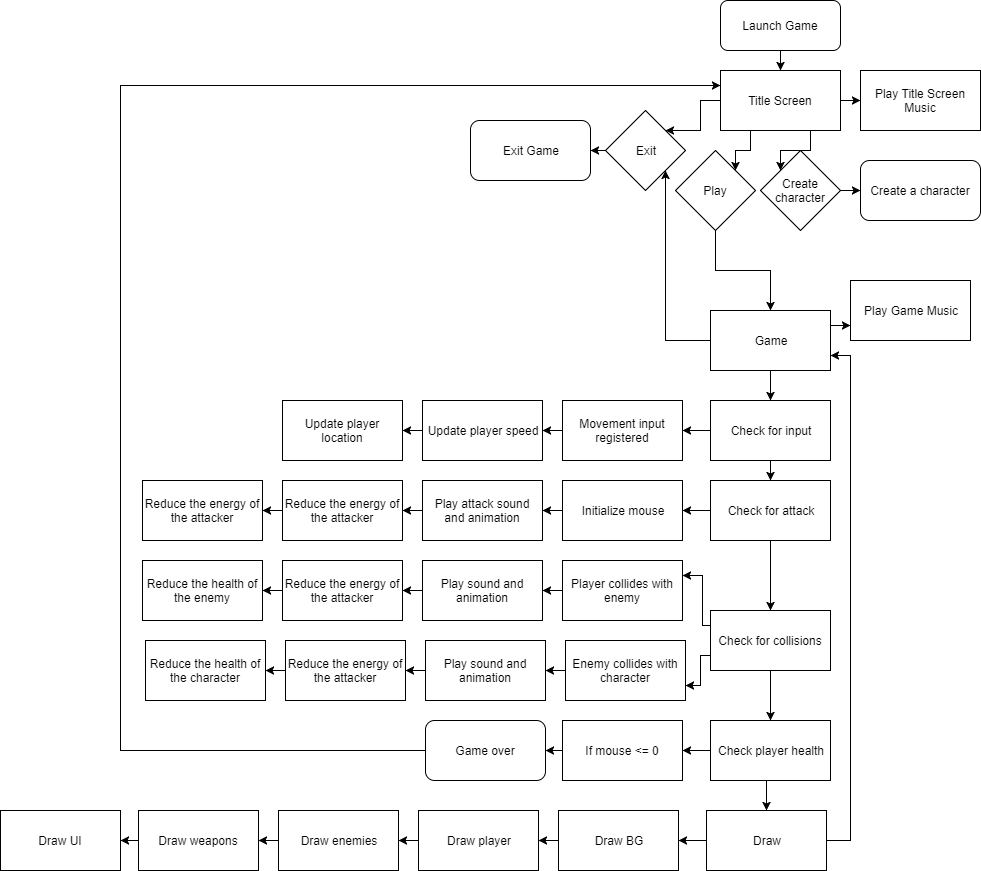 Launch Game
Title Screen
Play Title Screen
Music
Exit Game
Exit
Play
Create
character
Create a character
Play Game Music
Game
Update player
location
Update player speed
Movement input
registered
Check for input
Reduce the energy of
the attacker
Reduce the energy of
the attacker
Play attack sound
and animation
Initialize mouse
Check for attack
Reduce the health of
the enemy
Reduce the energy of
the attacker
Play sound and
animation
Player collides with
enemy
Check for collisions
Reduce the health of
the character
Reduce the energy of
the attacker
Play sound and
animation
Enemy collides with
character
Game over
If mouse <= 0
Check player health
Draw UI
Draw weapons
Draw enemies
Draw player
Draw BG
Draw